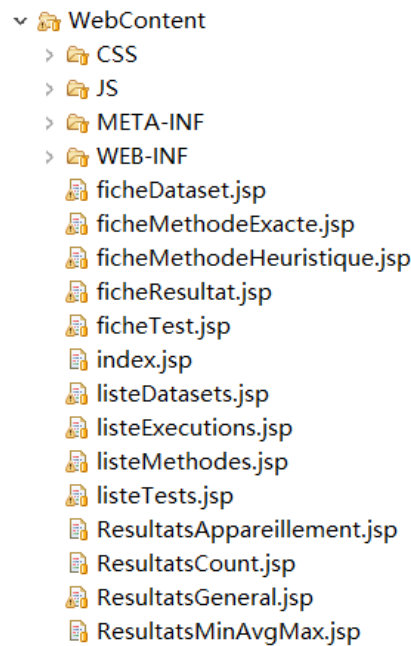 WebContent
CSS
JS
META-INF
WEB-INF
ficheDataset.jsp
ficheMethodeExacte.jsp
ficheMethodeHeuristique.jsp
ficheResultat.jsp
ficheTest.jsp
index.jsp
listeDatasets.jsp
listeExecutions.jsp
listeMethodes.jsp
listeTests.jsp
ResultatsAppareillement.jsp
ResultatsCount.jsp
ResultatsGeneral.jsp
ResultatsMinAvgMax.jsp